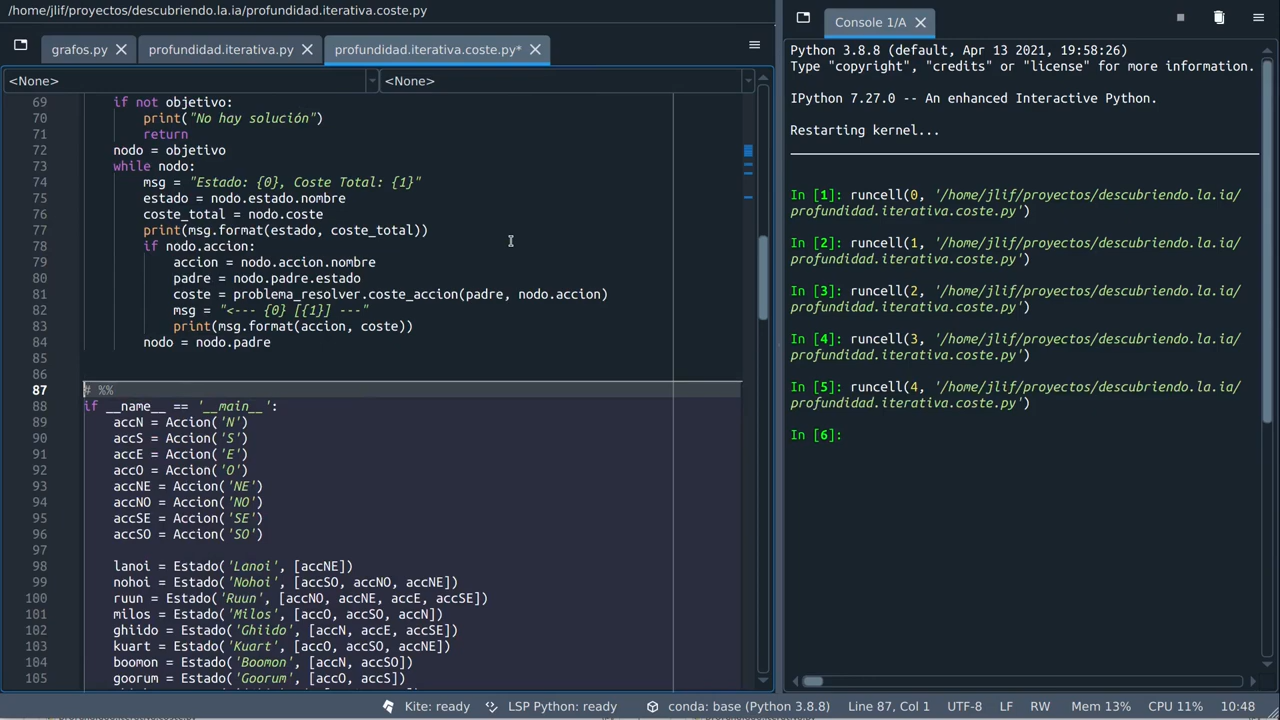 /home/jlif/proyectos/descubriendo.la.ia/profundidad.iterativa.coste.py
grafos.py
profundidad.iterativa.py
profundidad.iterativa.coste.py*
<None>
<None>
69 if not objetivo:
70 print("No hay solución")
71 return
72 nodo = objetivo
73 while nodo:
74 msg = "Estado: {0}, Coste Total: {1}"
75 estado = nodo.estado.nombre
76 coste_total = nodo.coste
77 print(msg.format(estado, coste_total))
78 if nodo.accion:
79 accion = nodo.accion.nombre
80 padre = nodo.padre.estado
81 coste = problema_resolver.coste_accion(padre, nodo.accion)
82 msg = "<--- {0} [{1}] ---"
83 print(msg.format(accion, coste))
84 nodo = nodo.padre
85
86
87 # %%
88 if __name__ == '__main__':
89 accN = Accion('N')
90 accS = Accion('S')
91 accE = Accion('E')
92 accO = Accion('O')
93 accNE = Accion('NE')
94 accNO = Accion('NO')
95 accSE = Accion('SE')
96 accSO = Accion('SO')
97
98 lanoi = Estado('Lanoi', [accNE])
99 nohoi = Estado('Nohoi', [accSO, accNO, accNE])
100 ruun = Estado('Ruun', [accNO, accNE, accE, accSE])
101 milos = Estado('Milos', [accO, accSO, accN])
102 ghiido = Estado('Ghiido', [accN, accE, accSE])
103 kuart = Estado('Kuart', [accO, accSO, accNE])
104 boomon = Estado('Boomon', [accN, accSO])
105 goorum = Estado('Goorum', [accO, accS])
Console 1/A
Python 3.8.8 (default, Apr 13 2021, 19:58:26)
Type "copyright", "credits" or "license" for more information.
IPython 7.27.0 -- An enhanced Interactive Python.
Restarting kernel...
In [1]: runcell(0, '/home/jlif/proyectos/descubriendo.la.ia/
profundidad.iterativa.coste.py')
In [2]: runcell(1, '/home/jlif/proyectos/descubriendo.la.ia/
profundidad.iterativa.coste.py')
In [3]: runcell(2, '/home/jlif/proyectos/descubriendo.la.ia/
profundidad.iterativa.coste.py')
In [4]: runcell(3, '/home/jlif/proyectos/descubriendo.la.ia/
profundidad.iterativa.coste.py')
In [5]: runcell(4, '/home/jlif/proyectos/descubriendo.la.ia/
profundidad.iterativa.coste.py')
In [6]:
Kite: ready
LSP Python: ready
conda: base (Python 3.8.8)
Line 87, Col 1
UTF-8
LF
RW
Mem 13%
CPU 11%
10:48